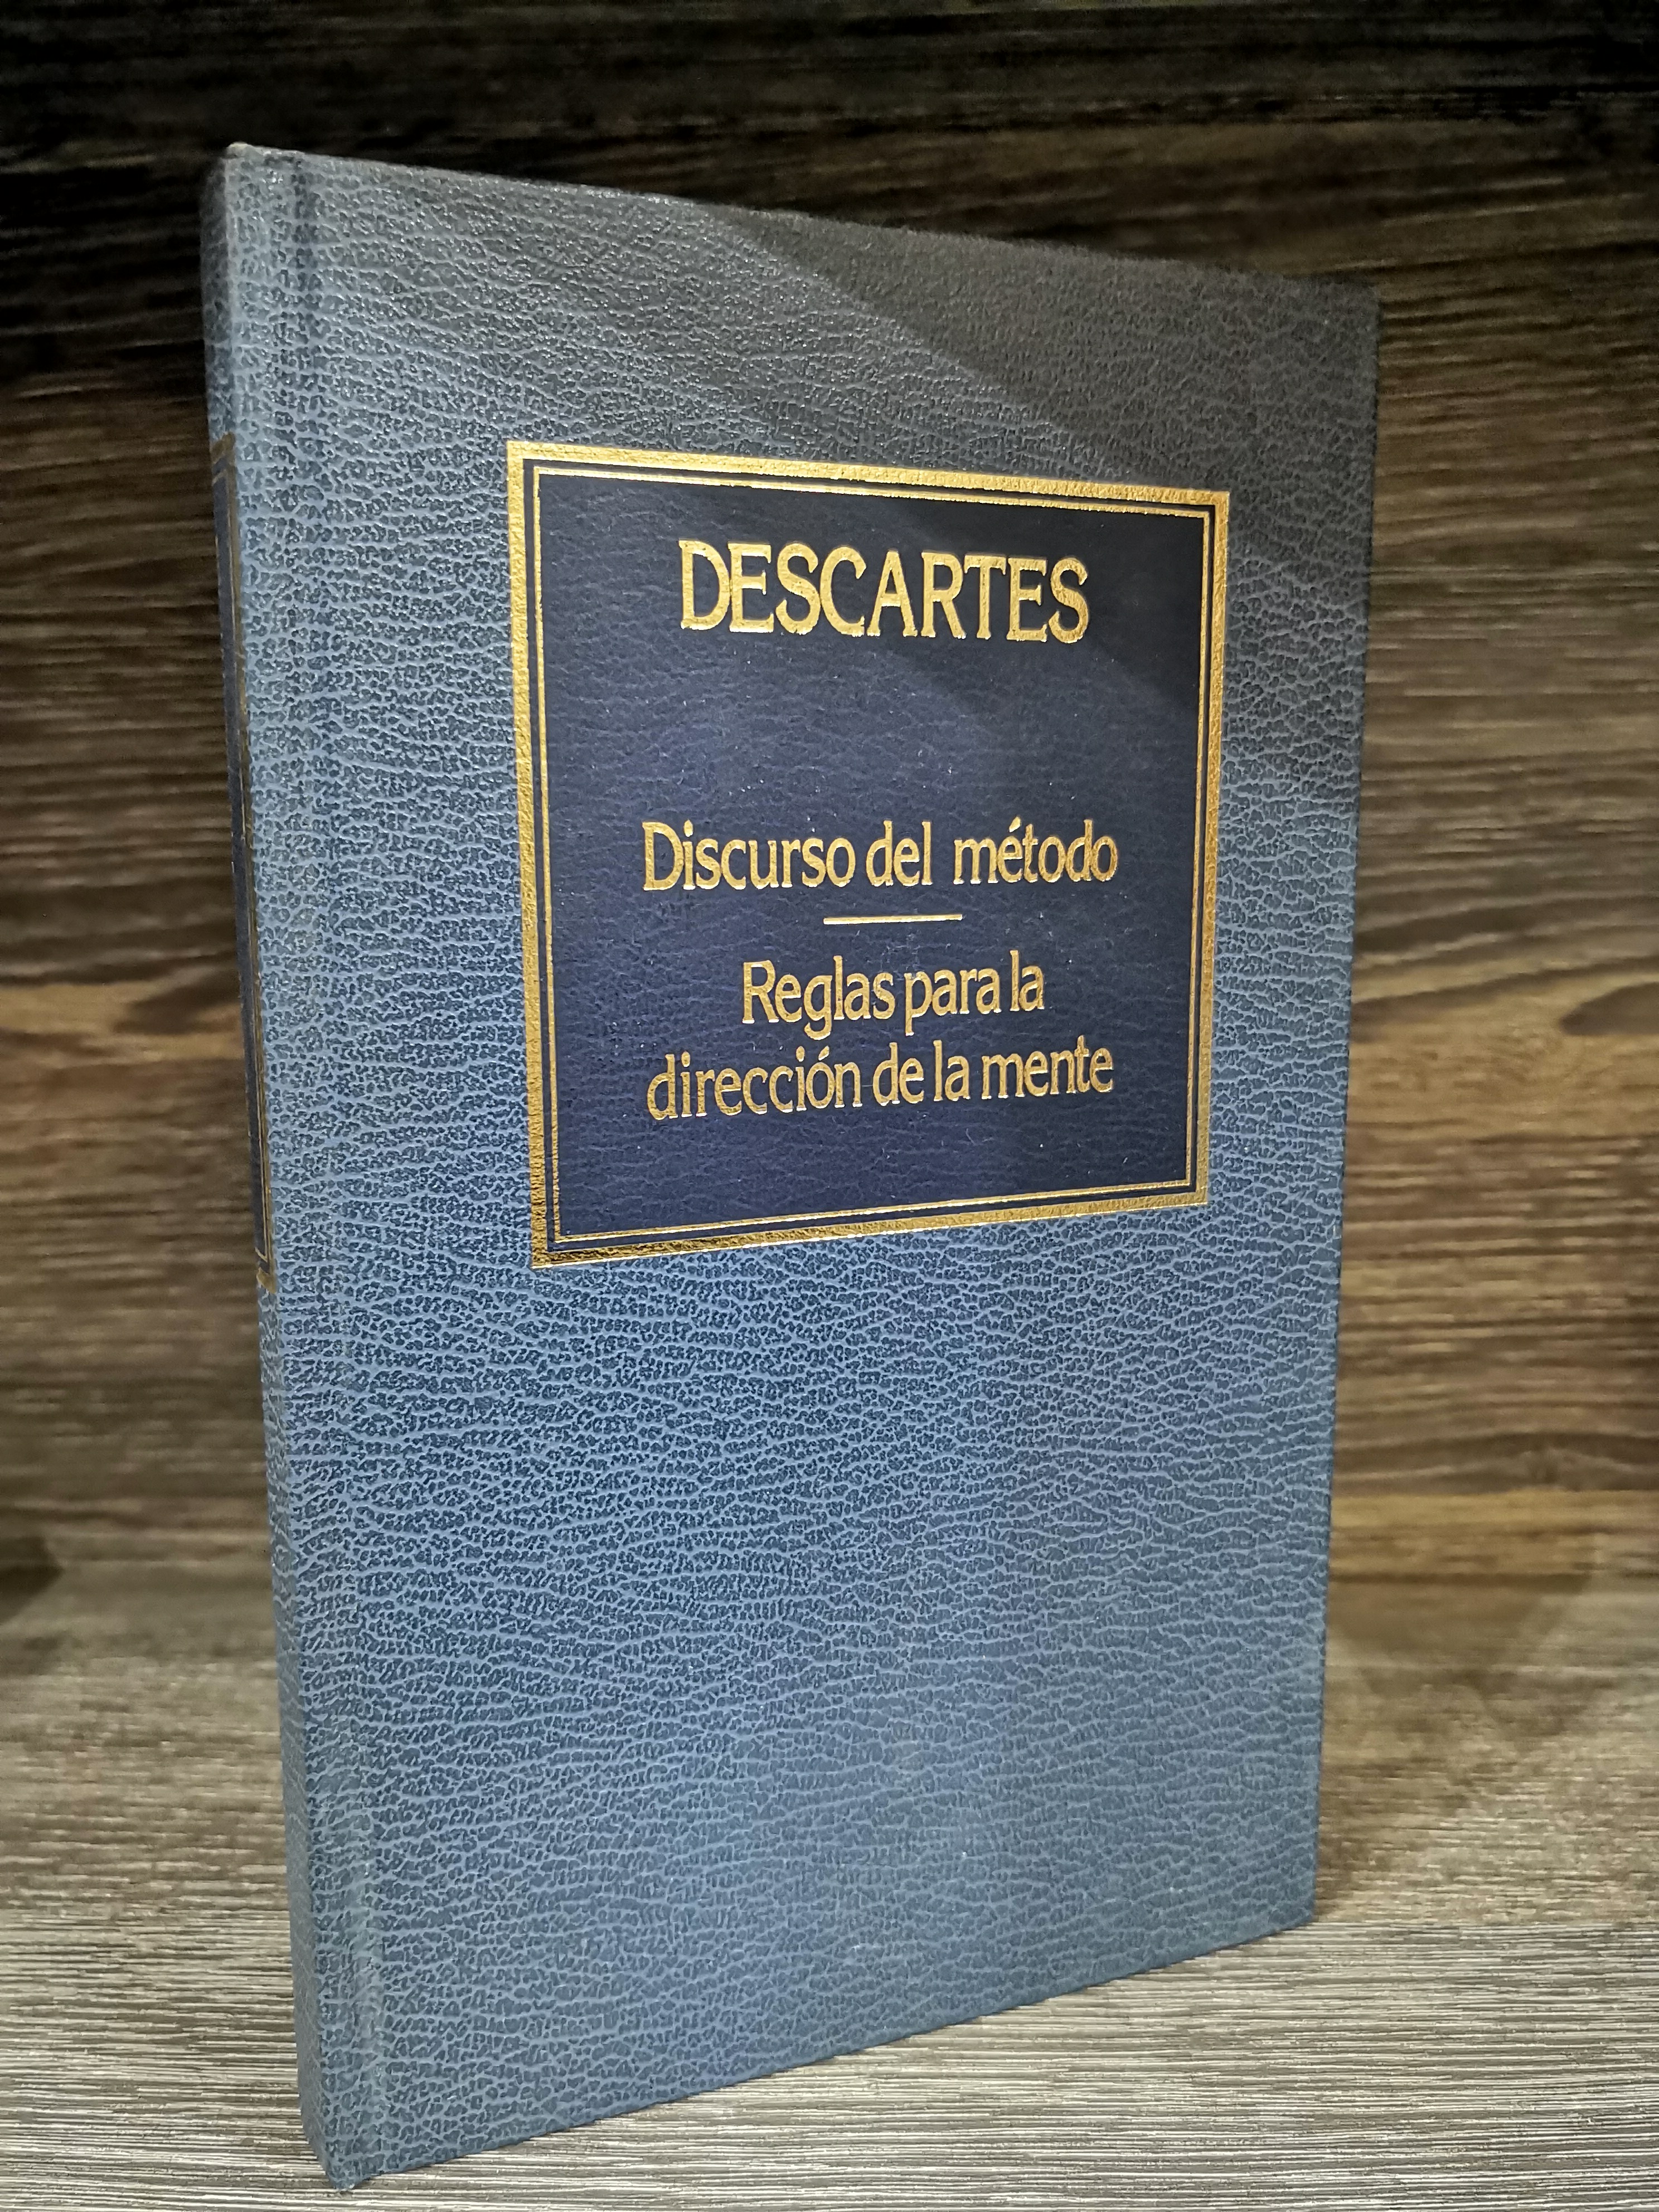 DESCARTES
Discurso del método
Reglas para la
dirección de la mente